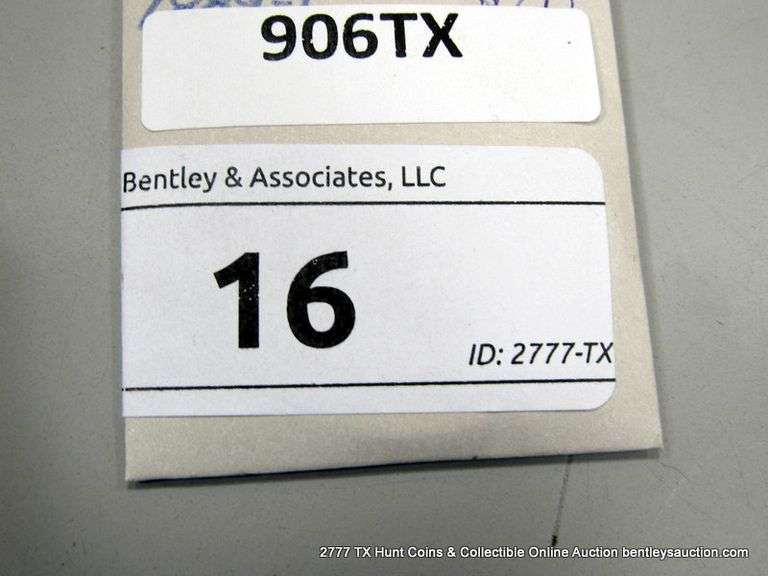 906TX
Bentley & Associates, LLC
16
ID: 2777-TX
2777 TX Hunt Coins & Collectible Online Auction bentleysauction.com